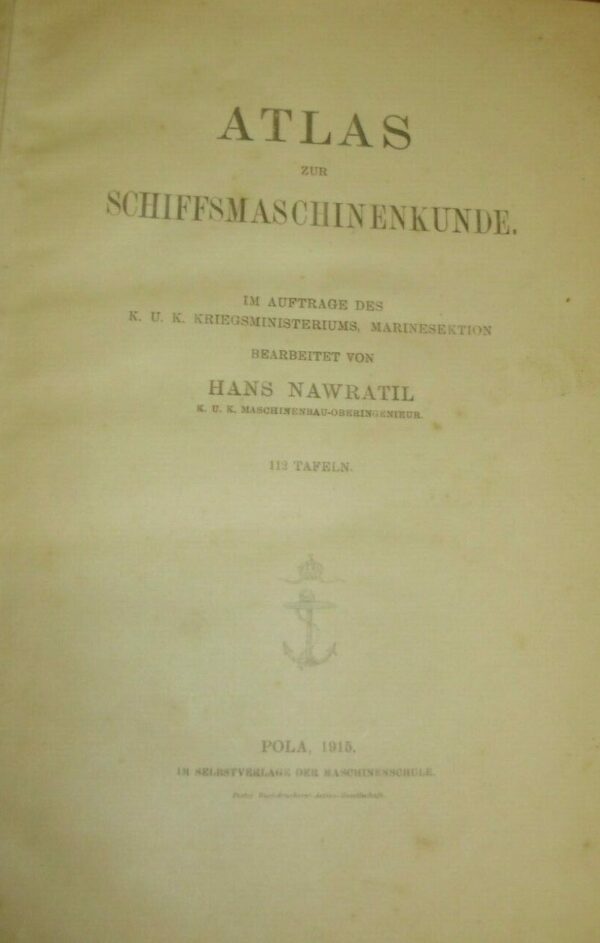 ATLAS
ZUR
SCHIFFSMASCHINENKUNDE.
IM AUFTRAGE DES
K. U. K. KRIEGSMINISTERIUMS, MARINESEKTION
BEARBEITET VON
HANS NAWRATIL
K. U. K. MASCHINENBAU-OBERINGENIEUR.
112 TAFELN.
POLA, 1915.
IM SELBSTVERLAGE DER MASCHINENSCHULE.